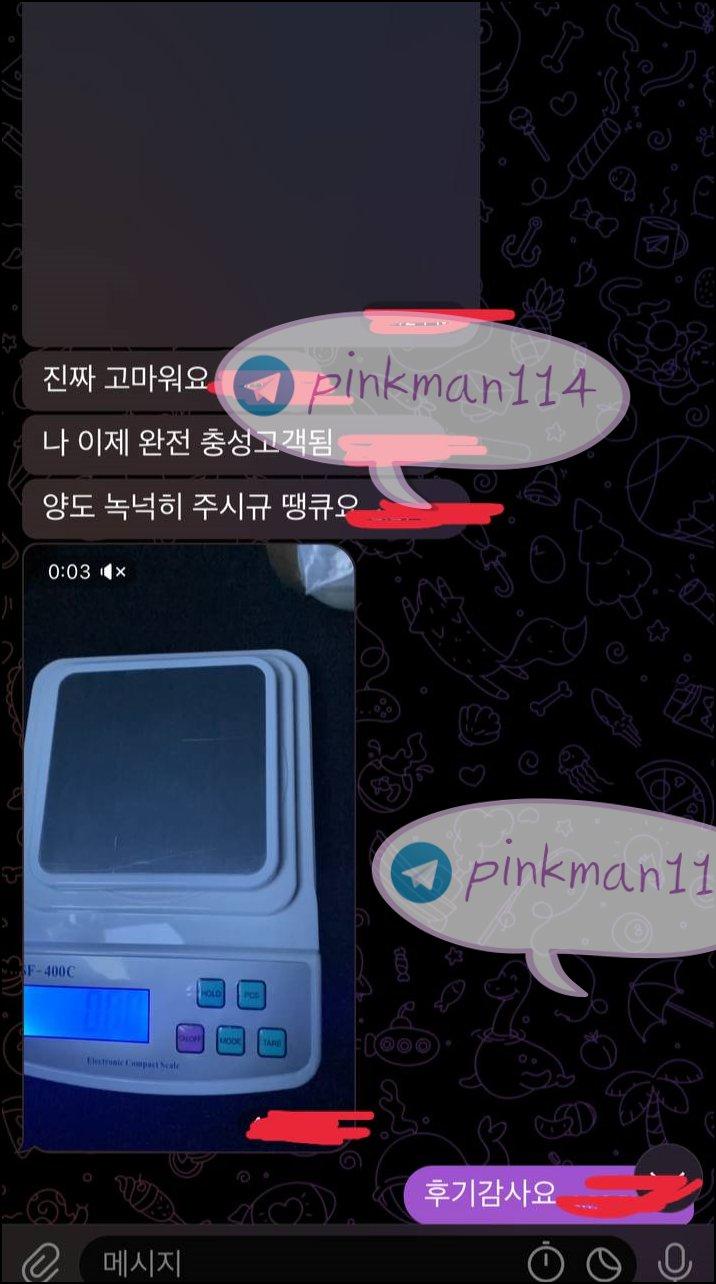 진짜 고마워요
pinkman114
나 이제 완전 충성고객됨
양도 녹넉히 주시규 땡큐요
0:03
pinkman11
SF-400C
HOLD
PCS
ON/OFF
MODE
TARE
Electronic Compact Scale
후기감사요
메시지